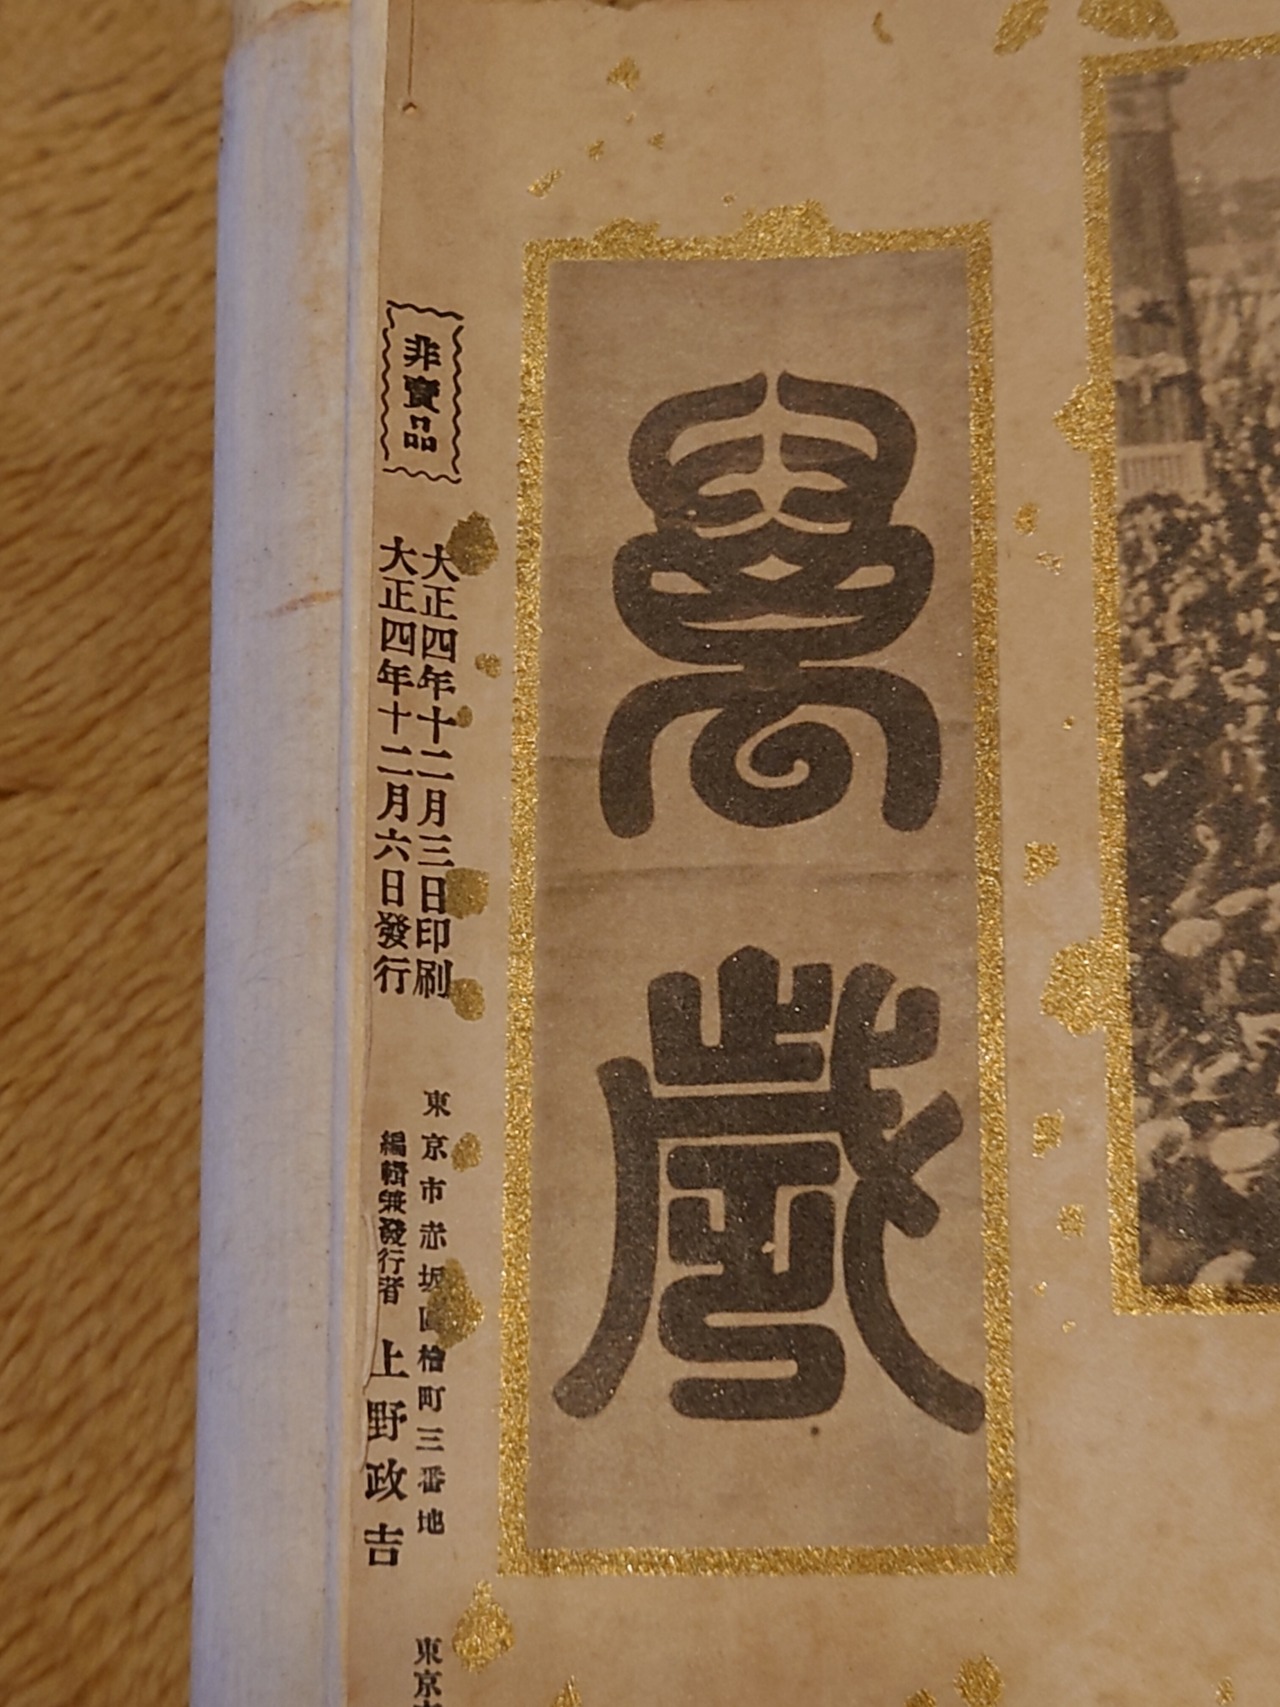 萬歲
非賣品
大正四年十二月三日印刷
大正四年十二月六日發行
東京市赤坂區檜町三番地
編輯兼發行者 上野政吉
東京